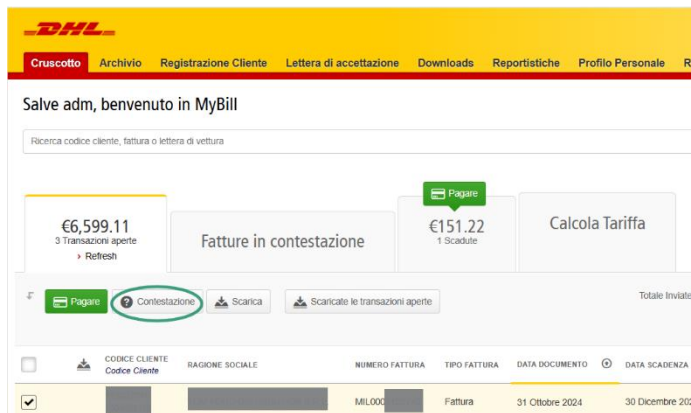 DHL
Cruscotto Archivio Registrazione Cliente Lettera di accettazione Downloads Reportistiche Profilo Personale R
Salve adm, benvenuto in MyBill
Ricerca codice cliente, fattura o lettera di vettura
Pagare
€6,599.11
3 Transazioni aperte
› Refresh
Fatture in contestazione
€151.22
1 Scadute
Calcola Tariffa
Pagare Contestazione Scarica Scaricate le transazioni aperte Totale Inviate
CODICE CLIENTE RAGIONE SOCIALE NUMERO FATTURA TIPO FATTURA DATA DOCUMENTO DATA SCADENZA
Codice Cliente
MIL000 Fattura 31 Ottobre 2024 30 Dicembre 202